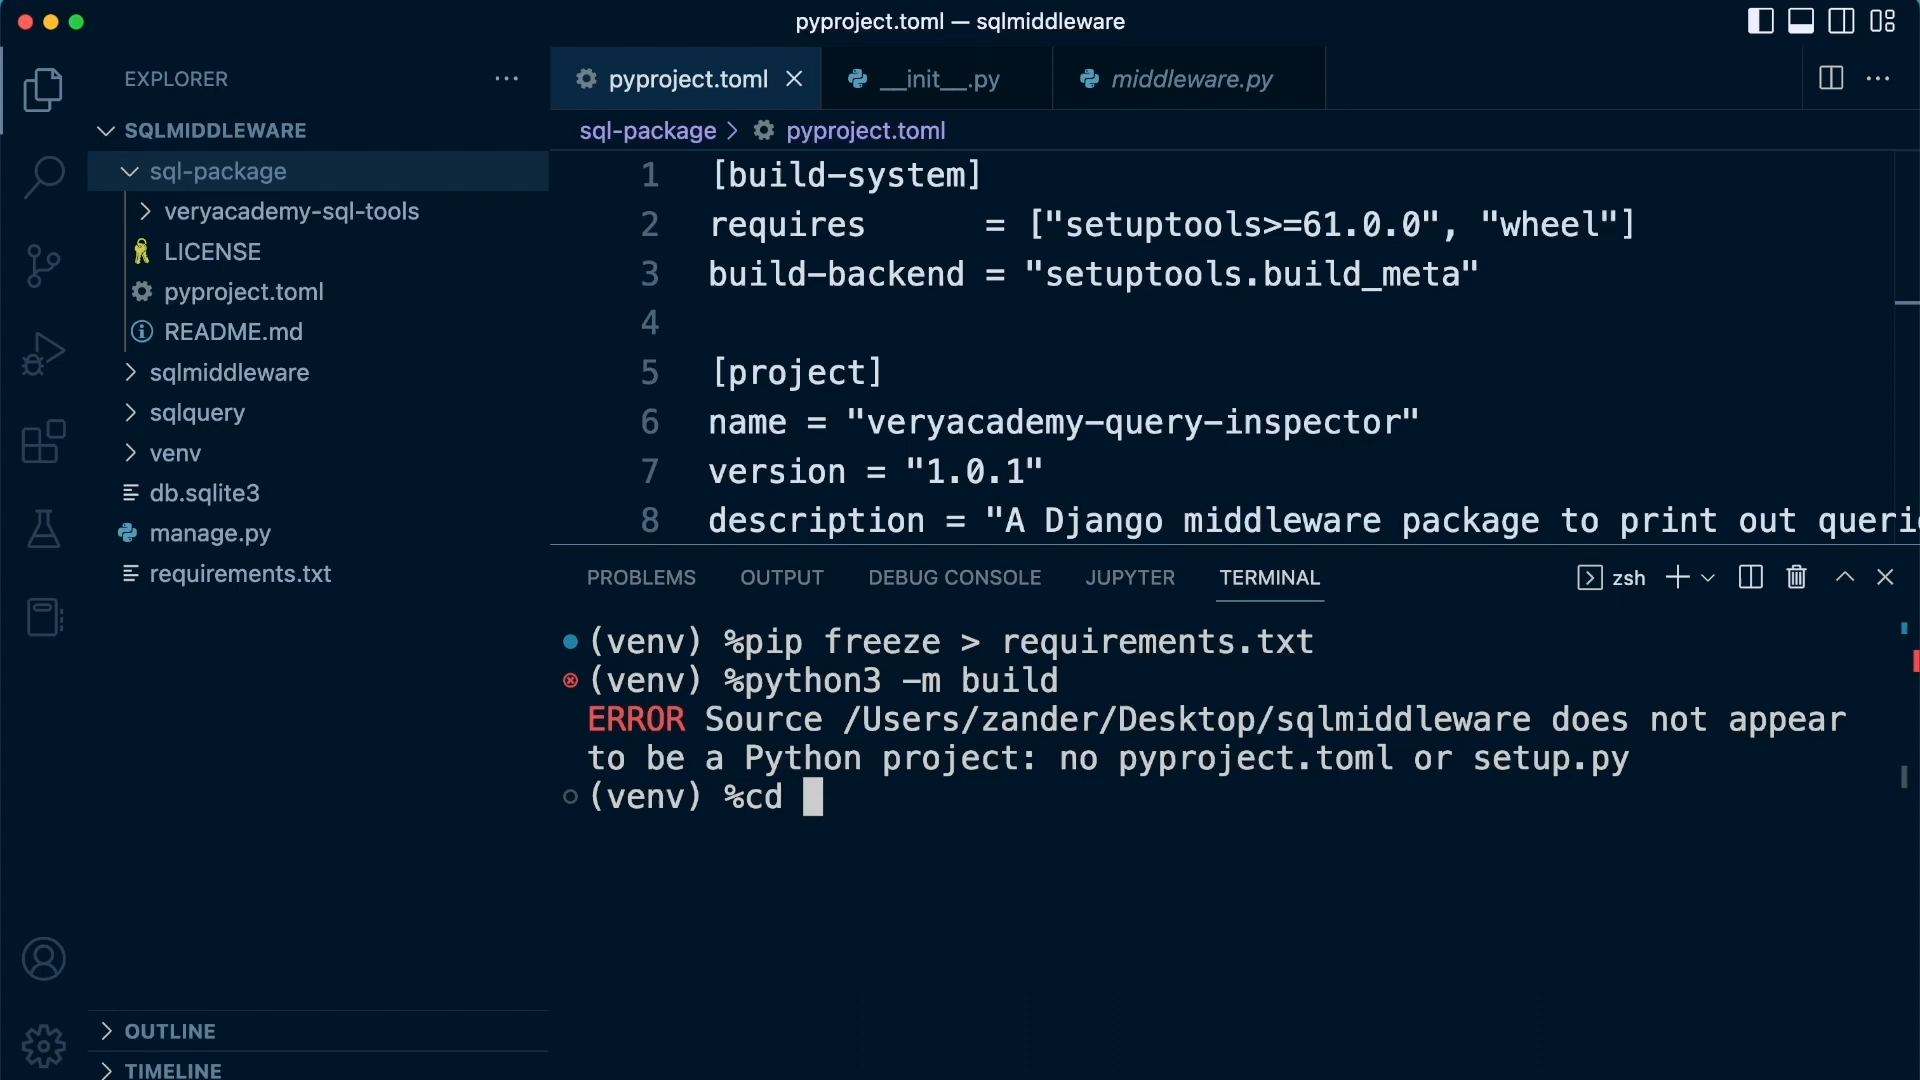 pyproject.toml — sqlmiddleware
EXPLORER
SQLMIDDLEWARE
sql-package
veryacademy-sql-tools
LICENSE
pyproject.toml
README.md
sqlmiddleware
sqlquery
venv
db.sqlite3
manage.py
requirements.txt
OUTLINE
TIMELINE
pyproject.toml
__init__.py
middleware.py
sql-package > pyproject.toml
1 [build-system]
2 requires      = ["setuptools>=61.0.0", "wheel"]
3 build-backend = "setuptools.build_meta"
4
5 [project]
6 name = "veryacademy-query-inspector"
7 version = "1.0.1"
8 description = "A Django middleware package to print out queri
PROBLEMS OUTPUT DEBUG CONSOLE JUPYTER TERMINAL
zsh
(venv) %pip freeze > requirements.txt
(venv) %python3 -m build
ERROR Source /Users/zander/Desktop/sqlmiddleware does not appear
to be a Python project: no pyproject.toml or setup.py
(venv) %cd